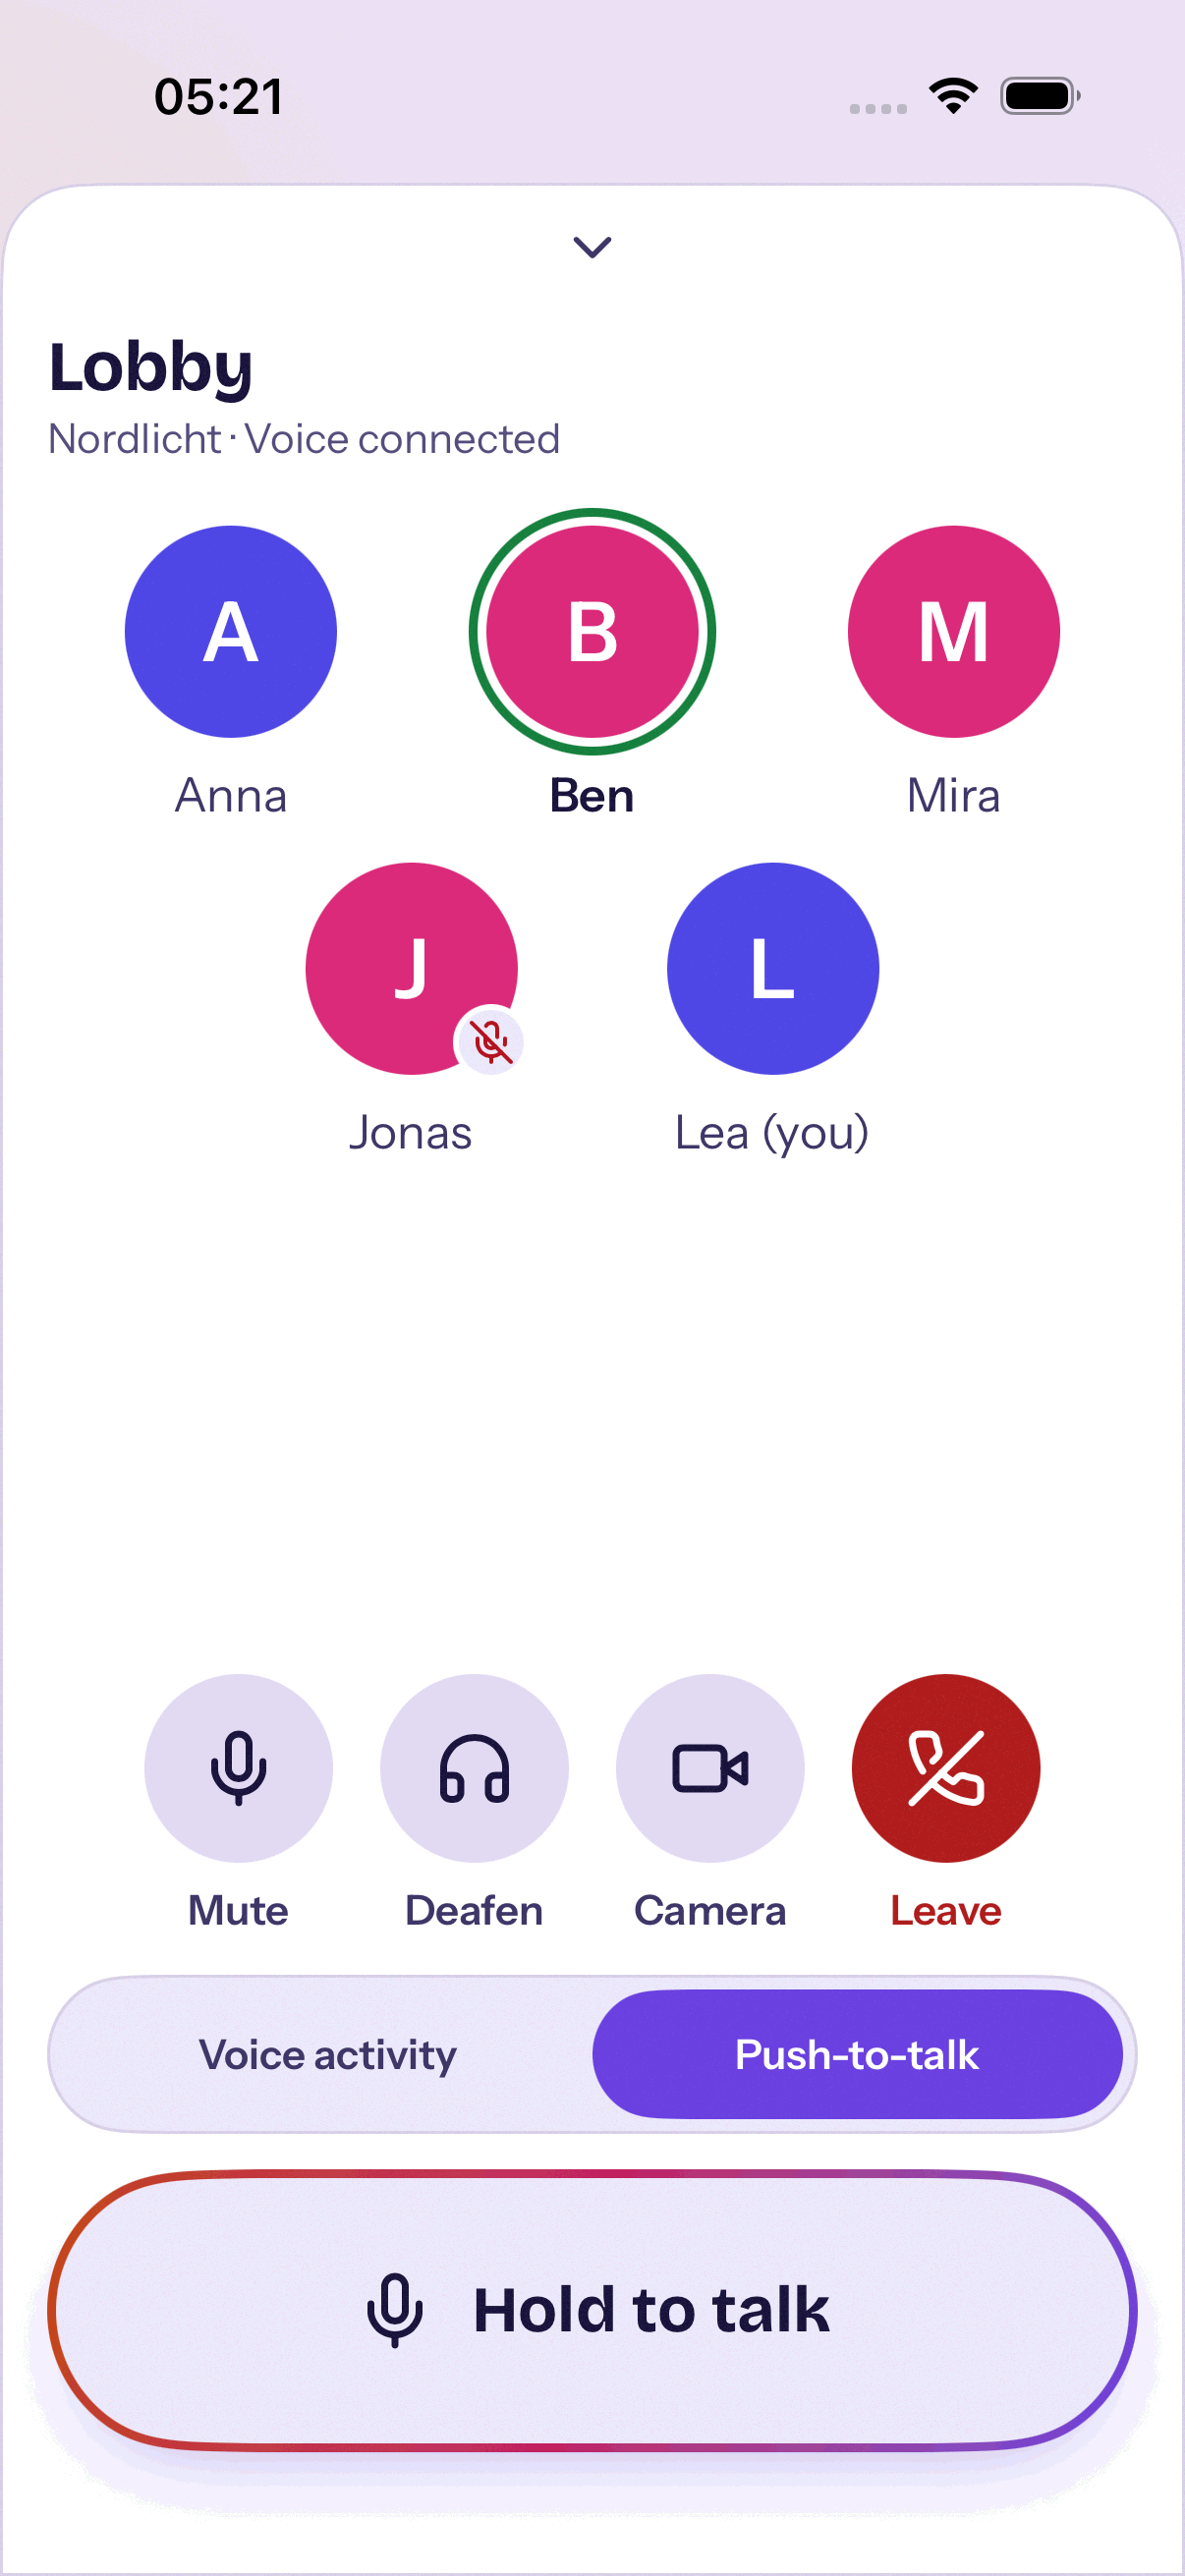 05:21
Lobby
Nordlicht · Voice connected
A
B
M
Anna
Ben
Mira
J
L
Jonas
Lea (you)
Mute
Deafen
Camera
Leave
Voice activity
Push-to-talk
Hold to talk